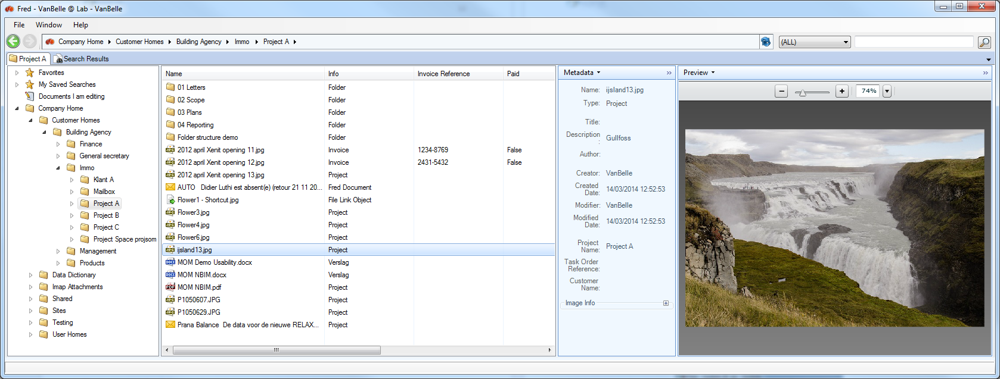 Fred - VanBelle @ Lab - VanBelle
File Window Help
Company Home Customer Homes Building Agency Immo Project A
(ALL)
Project A Search Results
Favorites
My Saved Searches
Documents I am editing
Company Home
Customer Homes
Building Agency
Finance
General secretary
Immo
Klant A
Mailbox
Project A
Project B
Project C
Project Space projsom
Management
Products
Data Dictionary
Imap Attachments
Shared
Sites
Testing
User Homes
Name Info Invoice Reference Paid
01 Letters Folder
02 Scope Folder
03 Plans Folder
04 Reporting Folder
Folder structure demo Folder
2012 april Xenit opening 11.jpg Invoice 1234-8769 False
2012 april Xenit opening 12.jpg Invoice 2431-5432 False
2012 april Xenit opening 13.jpg Project
AUTO Didier Luthi est absent(e) (retour 21 11 20... Fred Document
Flower1 - Shortcut.jpg File Link Object
Flower3.jpg Project
Flower4.jpg Project
Flower6.jpg Project
ijsland13.jpg Project
MOM Demo Usability.docx Verslag
MOM NBIM.docx Verslag
MOM NBIM.pdf Project
P1050607.JPG Project
P1050629.JPG Project
Prana Balance De data voor de nieuwe RELAX... Project
Metadata
Name: ijsland13.jpg
Type: Project
Title:
Description
: Gullfoss
Author:
Creator: VanBelle
Created
Date: 14/03/2014 12:52:53
Modifier: VanBelle
Modified
Date: 14/03/2014 12:52:53
Project
Name: Project A
Task Order
Reference:
Customer
Name:
Image Info
Preview
74%